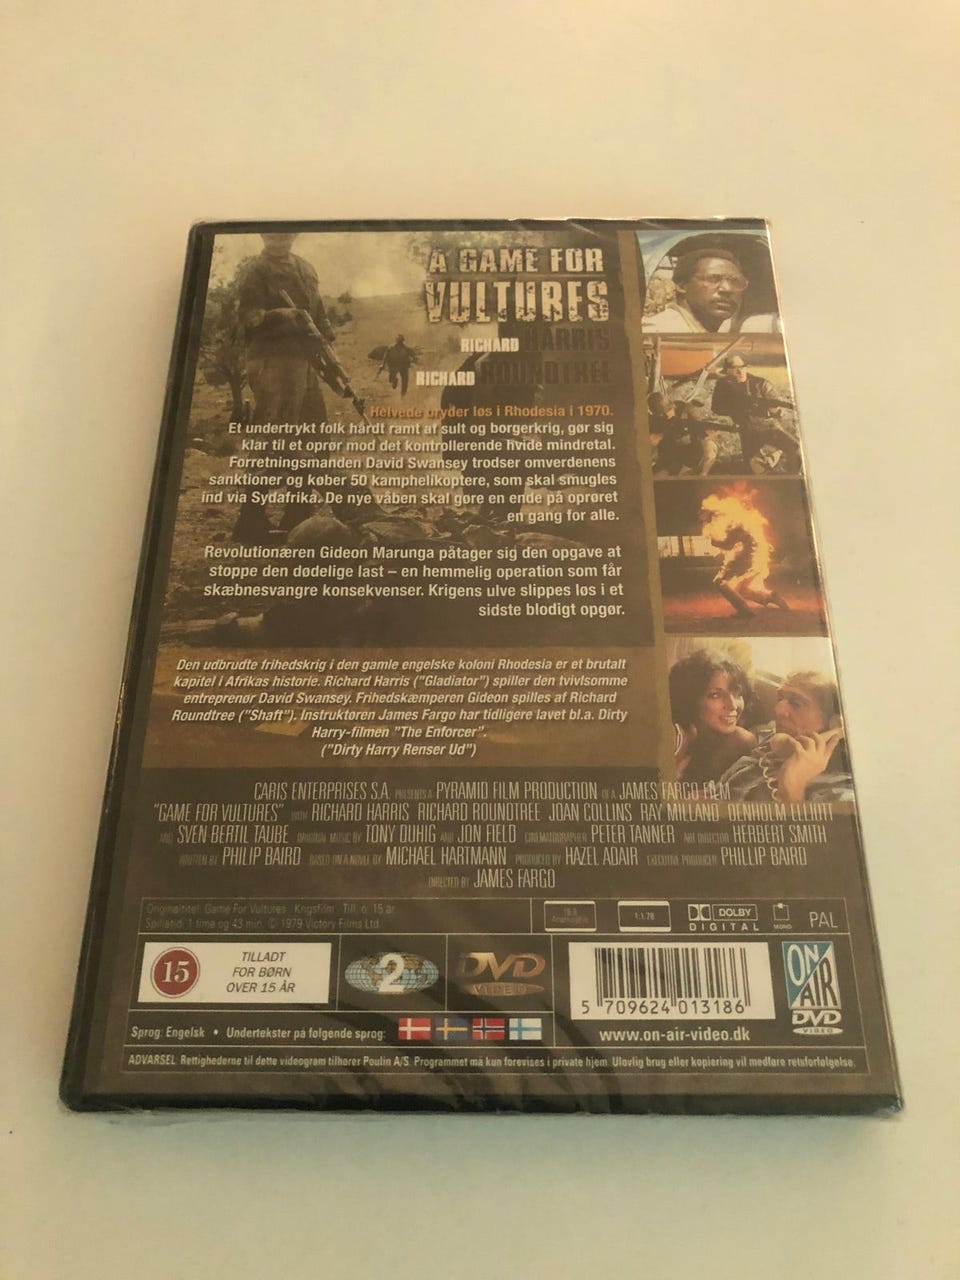 A GAME FOR
VULTURES
RICHARD HARRIS
RICHARD ROUNDTREE
Helvede bryder løs i Rhodesia i 1970.
Et undertrykt folk hårdt ramt af sult og borgerkrig, gør sig
klar til et oprør mod det kontrollerende hvide mindretal.
Forretningsmanden David Swansey trodser omverdenens
sanktioner og køber 50 kamphelikoptere, som skal smugles
ind via Sydafrika. De nye våben skal gøre en ende på oprøret
en gang for alle.
Revolutionæren Gideon Marunga påtager sig den opgave at
stoppe den dødelige last – en hemmelig operation som får
skæbnesvangre konsekvenser. Krigens ulve slippes løs i et
sidste blodigt opgør.
Den udbrudte frihedskrig i den gamle engelske koloni Rhodesia er et brutalt
kapitel i Afrikas historie. Richard Harris ("Gladiator") spiller den tvivlsomme
entreprenør David Swansey. Frihedskæmperen Gideon spilles af Richard
Roundtree ("Shaft"). Instruktøren James Fargo har tidligere lavet bl.a. Dirty
Harry-filmen "The Enforcer".
("Dirty Harry Renser Ud")
CARIS ENTERPRISES S.A. PRESENTS A PYRAMID FILM PRODUCTION OF A JAMES FARGO FILM
"GAME FOR VULTURES" WITH RICHARD HARRIS RICHARD ROUNDTREE JOAN COLLINS RAY MILLAND DENHOLM ELLIOTT
AND SVEN BERTIL TAUBE ORIGINAL MUSIC BY TONY DUHIG AND JON FIELD CINEMATOGRAPHER PETER TANNER ART DIRECTOR HERBERT SMITH
WRITTEN BY PHILIP BAIRD BASED ON A NOVEL BY MICHAEL HARTMANN PRODUCED BY HAZEL ADAIR EXECUTIVE PRODUCER PHILLIP BAIRD
DIRECTED BY JAMES FARGO
Originaltitel: Game For Vultures Krigsfilm Till. o. 15 år
Spilletid: 1 time og 43 min. © 1979 Victory Films Ltd.
16:9
Anamorphic
1:1.78
DOLBY
DIGITAL
MONO
PAL
15
TILLADT
FOR BØRN
OVER 15 ÅR
2
DVD
VIDEO
5 709624 013186
www.on-air-video.dk
ON
AIR
DVD
VIDEO
Sprog: Engelsk • Undertekster på følgende sprog:
ADVARSEL Rettighederne til dette videogram tilhører Poulin A/S. Programmet må kun forevises i private hjem. Ulovlig brug eller kopiering vil medføre retsforfølgelse.